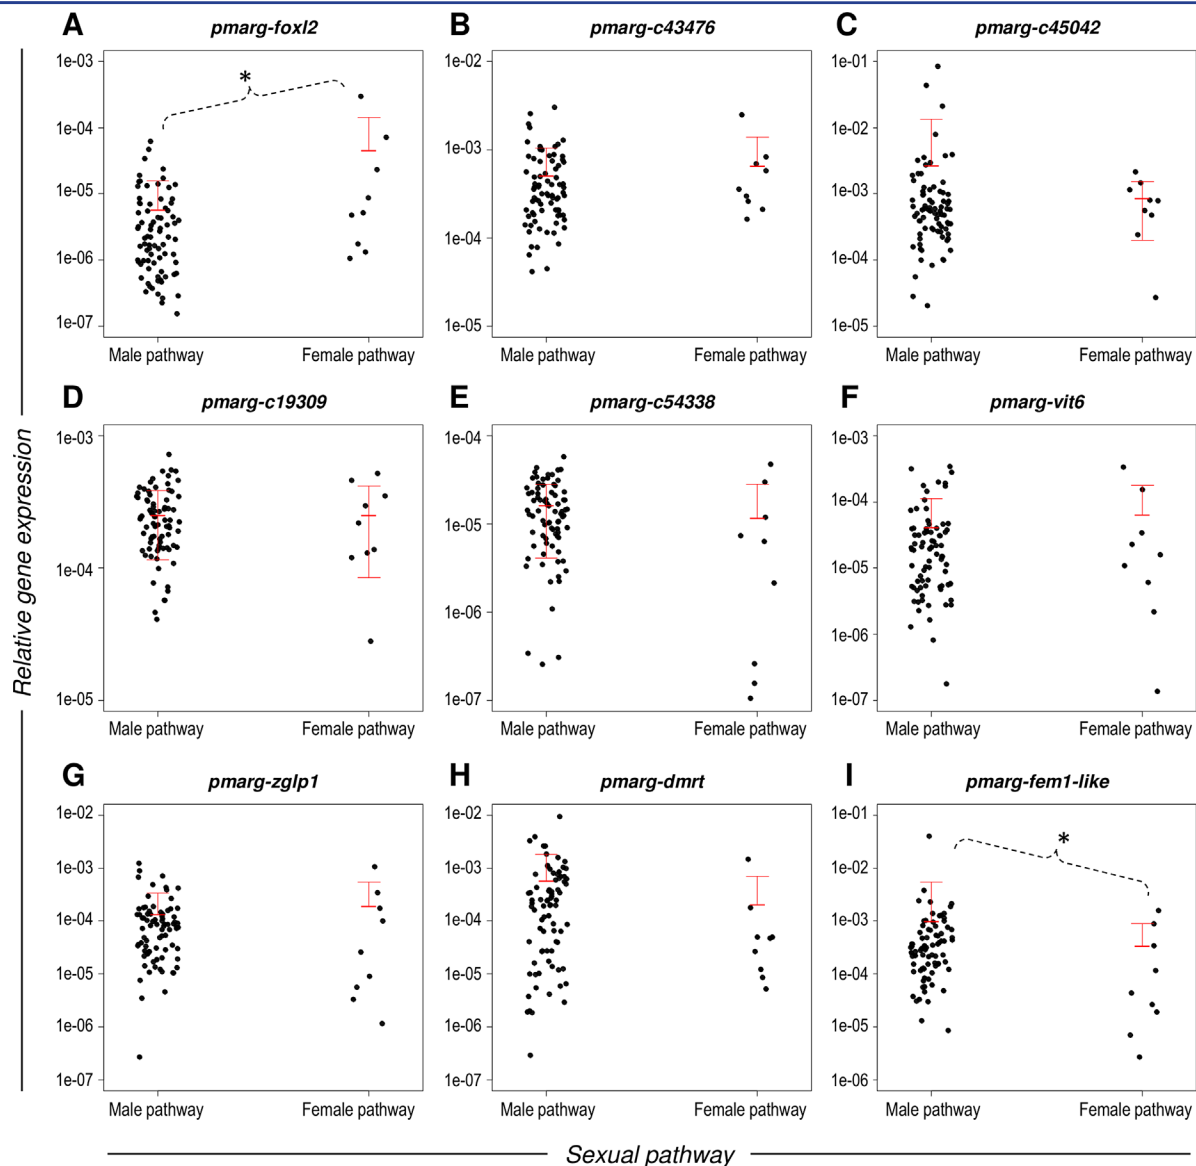 A pmarg-foxl2
B pmarg-c43476
C pmarg-c45042
1e-03
1e-04
1e-05
1e-06
1e-07
*
Male pathway Female pathway
1e-02
1e-03
1e-04
1e-05
Male pathway Female pathway
1e-01
1e-02
1e-03
1e-04
1e-05
Male pathway Female pathway
D pmarg-c19309
E pmarg-c54338
F pmarg-vit6
1e-03
1e-04
1e-05
Male pathway Female pathway
1e-04
1e-05
1e-06
1e-07
Male pathway Female pathway
1e-03
1e-04
1e-05
1e-06
1e-07
Male pathway Female pathway
G pmarg-zglp1
H pmarg-dmrt
I pmarg-fem1-like
1e-02
1e-03
1e-04
1e-05
1e-06
1e-07
Male pathway Female pathway
1e-02
1e-03
1e-04
1e-05
1e-06
1e-07
Male pathway Female pathway
1e-01
1e-02
1e-03
1e-04
1e-05
1e-06
*
Male pathway Female pathway
Relative gene expression
Sexual pathway